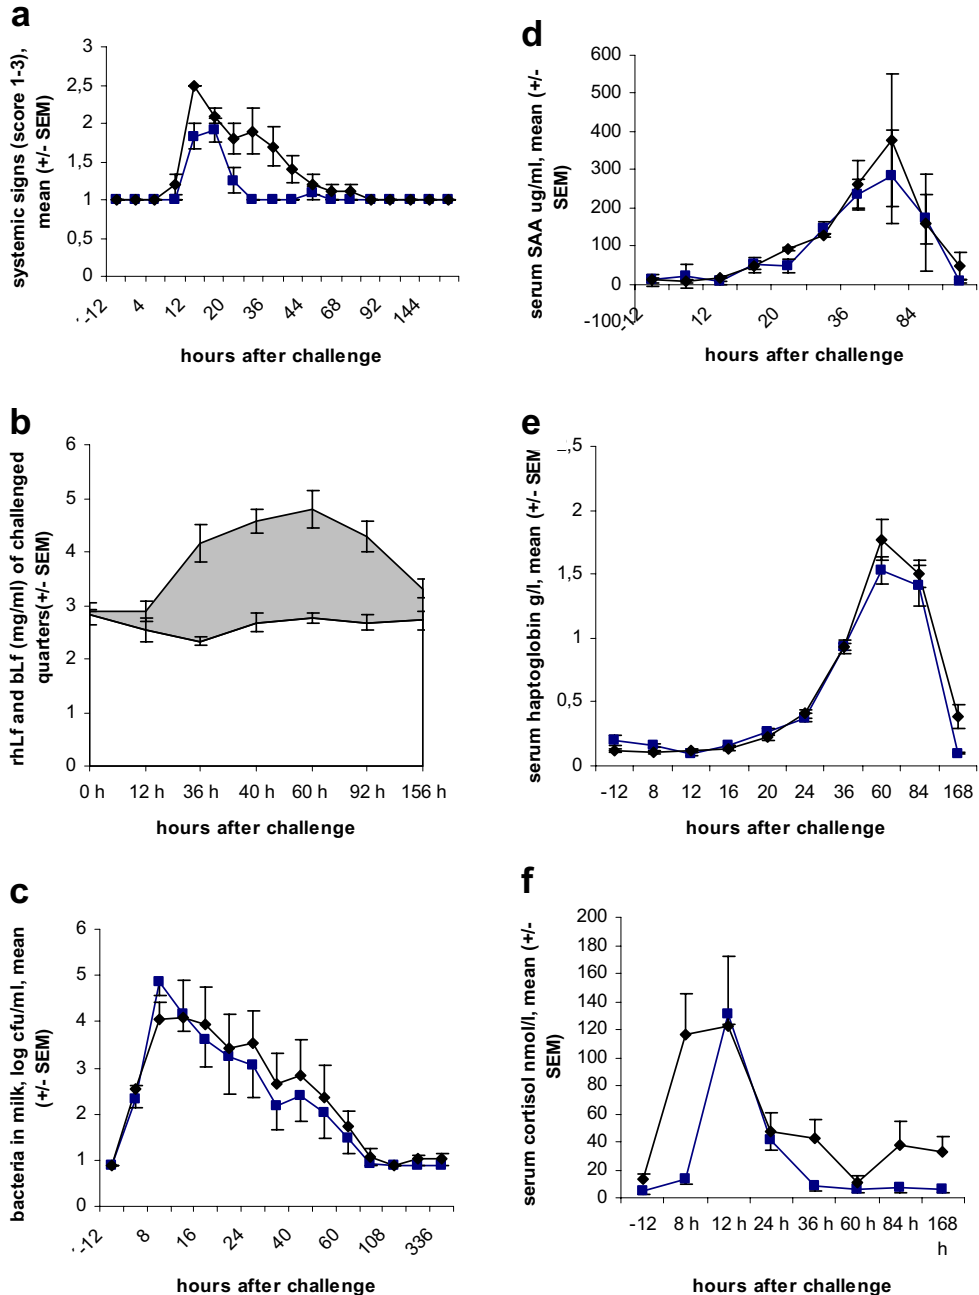 a
systemic signs (score 1-3),
mean (+/- SEM)
3
2,5
2
1,5
1
0,5
0
-12
4
12
20
36
44
68
92
144
hours after challenge
b
rhLf and bLf (mg/ml) of challenged
quarters(+/- SEM)
6
5
4
3
2
1
0
0 h 12 h 36 h 40 h 60 h 92 h 156 h
hours after challenge
c
bacteria in milk, log cfu/ml, mean
(+/- SEM)
6
5
4
3
2
1
0
-12
8
16
24
40
60
108
336
hours after challenge
d
serum SAA ug/ml, mean (+/-
SEM)
600
500
400
300
200
100
0
-100
-12
12
20
36
84
hours after challenge
e
serum haptoglobin g/l, mean (+/- SEM
,5
2
1,5
1
0,5
0
-12 8 12 16 20 24 36 60 84 168
hours after challenge
f
serum cortisol nmol/l, mean (+/-
SEM)
200
180
160
140
120
100
80
60
40
20
0
-12 8 h 12 h 24 h 36 h 60 h 84 h 168
h
hours after challenge